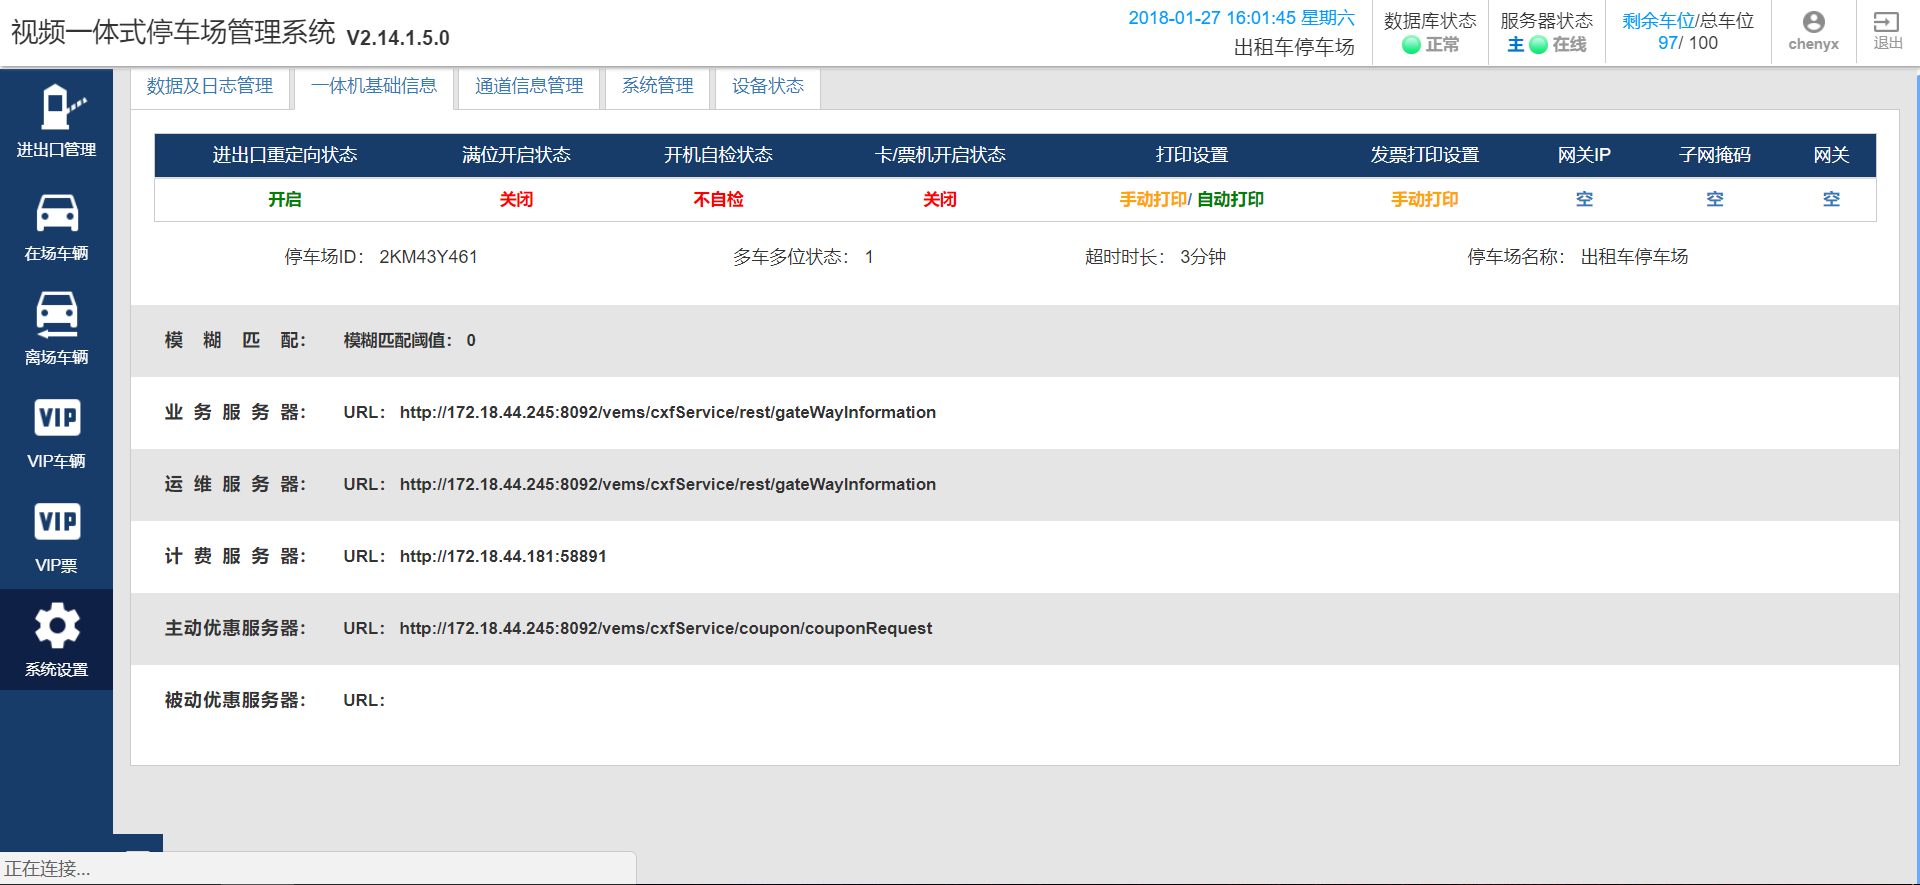 视频一体式停车场管理系统 V2.14.1.5.0
2018-01-27 16:01:45 星期六
出租车停车场
数据库状态
正常
服务器状态
主 在线
剩余车位/总车位
97/ 100
chenyx
退出
进出口管理
在场车辆
离场车辆
VIP
VIP车辆
VIP
VIP票
系统设置
数据及日志管理 一体机基础信息 通道信息管理 系统管理 设备状态
进出口重定向状态 满位开启状态 开机自检状态 卡/票机开启状态 打印设置 发票打印设置 网关IP 子网掩码 网关
开启 关闭 不自检 关闭 手动打印/ 自动打印 手动打印 空 空 空
停车场ID： 2KM43Y461 多车多位状态： 1 超时时长： 3分钟 停车场名称： 出租车停车场
模糊匹配： 模糊匹配阈值： 0
业务服务器： URL： http://172.18.44.245:8092/vems/cxfService/rest/gateWayInformation
运维服务器： URL： http://172.18.44.245:8092/vems/cxfService/rest/gateWayInformation
计费服务器： URL： http://172.18.44.181:58891
主动优惠服务器： URL： http://172.18.44.245:8092/vems/cxfService/coupon/couponRequest
被动优惠服务器： URL：
正在连接...